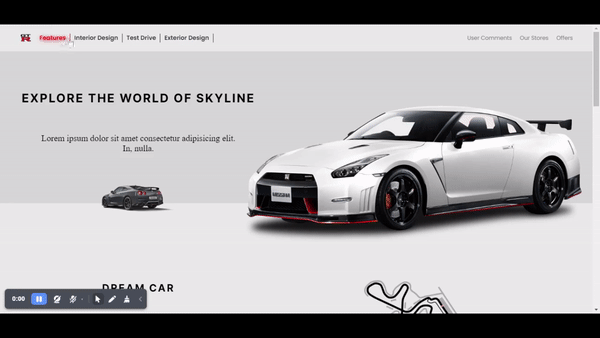 Features
Interior Design
Test Drive
Exterior Design
User Comments
Our Stores
Offers
EXPLORE THE WORLD OF SKYLINE
Lorem ipsum dolor sit amet consectetur adipisicing elit.
In, nulla.
DREAM CAR
0:00